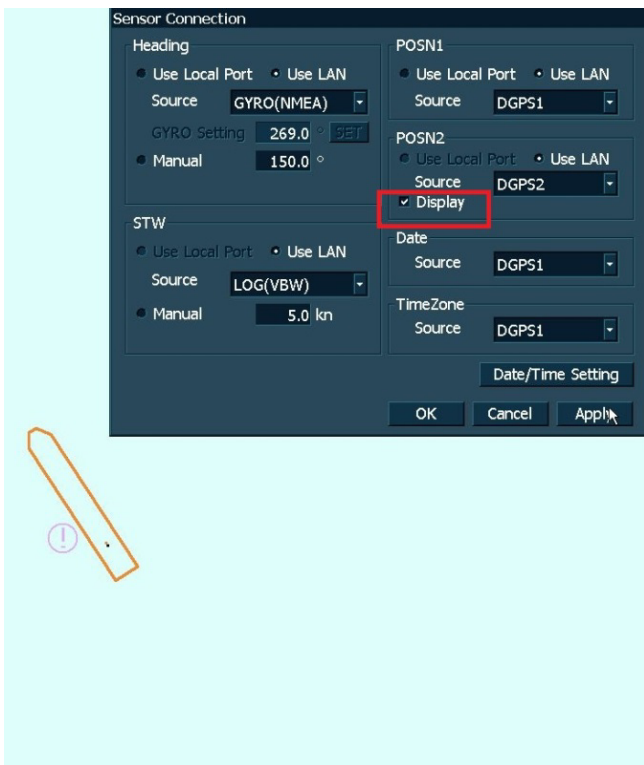 Sensor Connection
Heading
Use Local Port Use LAN
Source GYRO(NMEA)
GYRO Setting 269.0 ° SET
Manual 150.0 °
STW
Use Local Port Use LAN
Source LOG(VBW)
Manual 5.0 kn
POSN1
Use Local Port Use LAN
Source DGPS1
POSN2
Use Local Port Use LAN
Source DGPS2
Display
Date
Source DGPS1
TimeZone
Source DGPS1
Date/Time Setting
OK Cancel Apply